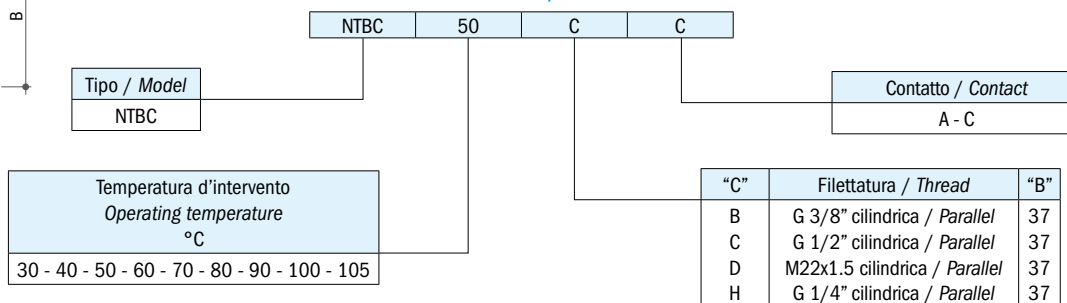 B
NTBC 50 C C
Tipo / Model
NTBC
Contatto / Contact
A - C
Temperatura d'intervento
Operating temperature
°C
30 - 40 - 50 - 60 - 70 - 80 - 90 - 100 - 105
“C” Filettatura / Thread “B”
B G 3/8” cilindrica / Parallel 37
C G 1/2” cilindrica / Parallel 37
D M22x1.5 cilindrica / Parallel 37
H G 1/4” cilindrica / Parallel 37